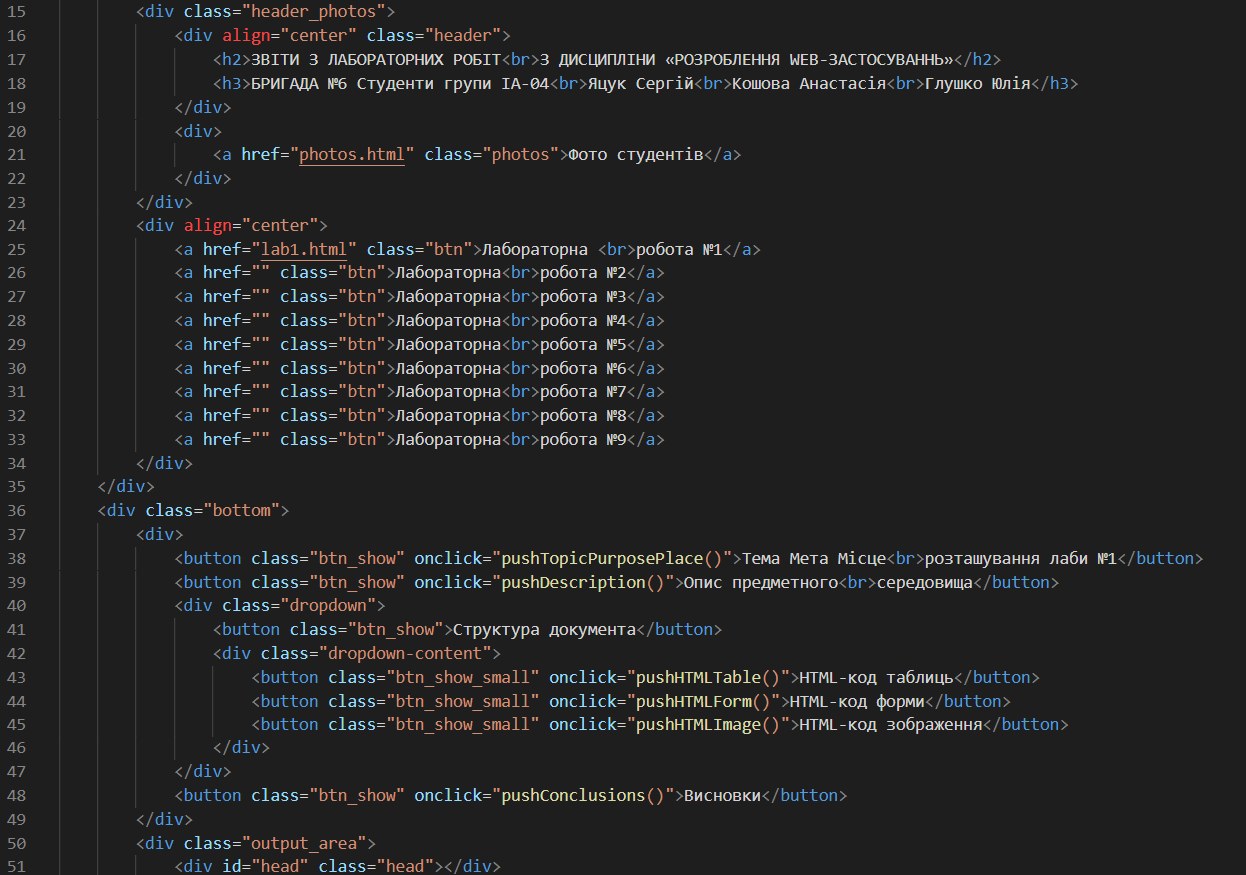 15 <div class="header_photos">
16 <div align="center" class="header">
17 <h2>ЗВІТИ З ЛАБОРАТОРНИХ РОБІТ<br>З ДИСЦИПЛІНИ «РОЗРОБЛЕННЯ WEB-ЗАСТОСУВАННЬ»</h2>
18 <h3>БРИГАДА №6 Студенти групи ІА-04<br>Яцук Сергій<br>Кошова Анастасія<br>Глушко Юлія</h3>
19 </div>
20 <div>
21 <a href="photos.html" class="photos">Фото студентів</a>
22 </div>
23 </div>
24 <div align="center">
25 <a href="lab1.html" class="btn">Лабораторна <br>робота №1</a>
26 <a href="" class="btn">Лабораторна<br>робота №2</a>
27 <a href="" class="btn">Лабораторна<br>робота №3</a>
28 <a href="" class="btn">Лабораторна<br>робота №4</a>
29 <a href="" class="btn">Лабораторна<br>робота №5</a>
30 <a href="" class="btn">Лабораторна<br>робота №6</a>
31 <a href="" class="btn">Лабораторна<br>робота №7</a>
32 <a href="" class="btn">Лабораторна<br>робота №8</a>
33 <a href="" class="btn">Лабораторна<br>робота №9</a>
34 </div>
35 </div>
36 <div class="bottom">
37 <div>
38 <button class="btn_show" onclick="pushTopicPurposePlace()">Тема Мета Місце<br>розташування лаби №1</button>
39 <button class="btn_show" onclick="pushDescription()">Опис предметного<br>середовища</button>
40 <div class="dropdown">
41 <button class="btn_show">Структура документа</button>
42 <div class="dropdown-content">
43 <button class="btn_show_small" onclick="pushHTMLTable()">HTML-код таблиць</button>
44 <button class="btn_show_small" onclick="pushHTMLForm()">HTML-код форми</button>
45 <button class="btn_show_small" onclick="pushHTMLImage()">HTML-код зображення</button>
46 </div>
47 </div>
48 <button class="btn_show" onclick="pushConclusions()">Висновки</button>
49 </div>
50 <div class="output_area">
51 <div id="head" class="head"></div>